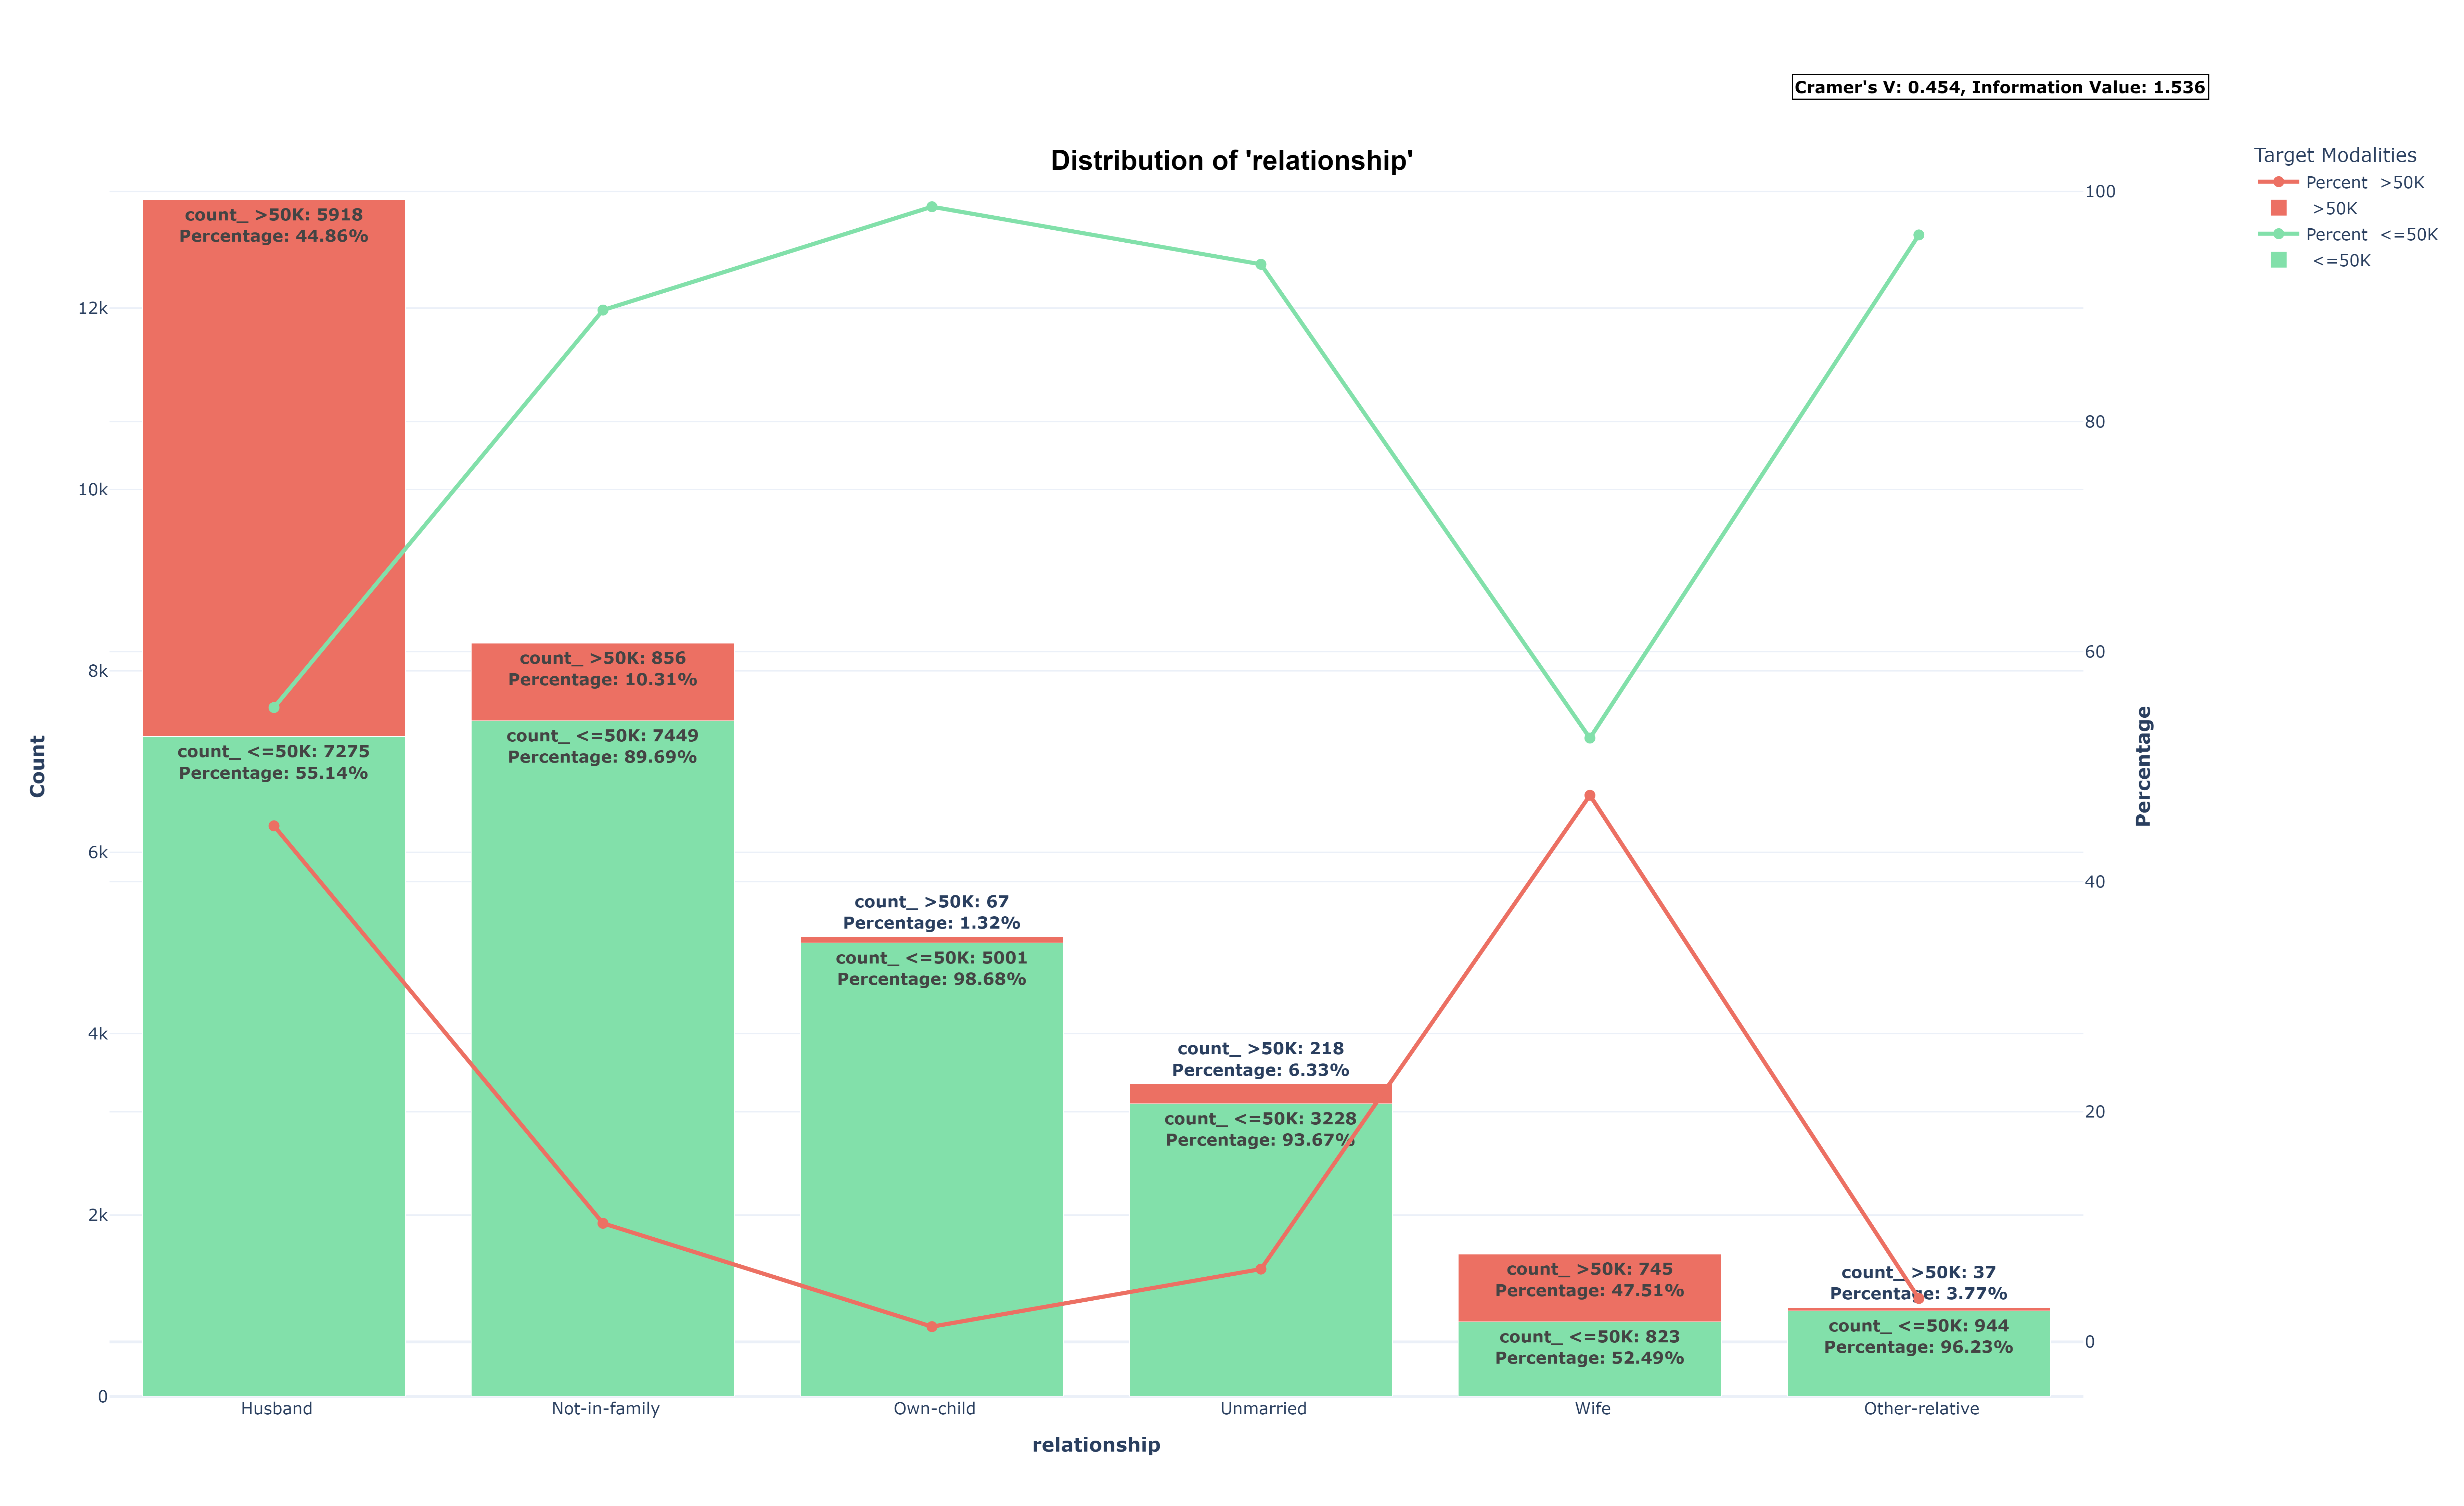 Cramer's V: 0.454, Information Value: 1.536
Distribution of 'relationship'
Target Modalities
Percent  >50K
>50K
Percent  <=50K
<=50K
Count
12k
10k
8k
6k
4k
2k
0
count_ >50K: 5918
Percentage: 44.86%
count_ <=50K: 7275
Percentage: 55.14%
count_ >50K: 856
Percentage: 10.31%
count_ <=50K: 7449
Percentage: 89.69%
count_ >50K: 67
Percentage: 1.32%
count_ <=50K: 5001
Percentage: 98.68%
count_ >50K: 218
Percentage: 6.33%
count_ <=50K: 3228
Percentage: 93.67%
count_ >50K: 745
Percentage: 47.51%
count_ <=50K: 823
Percentage: 52.49%
count_ >50K: 37
Percentage: 3.77%
count_ <=50K: 944
Percentage: 96.23%
100
80
60
40
20
0
Percentage
Husband
Not-in-family
Own-child
Unmarried
Wife
Other-relative
relationship